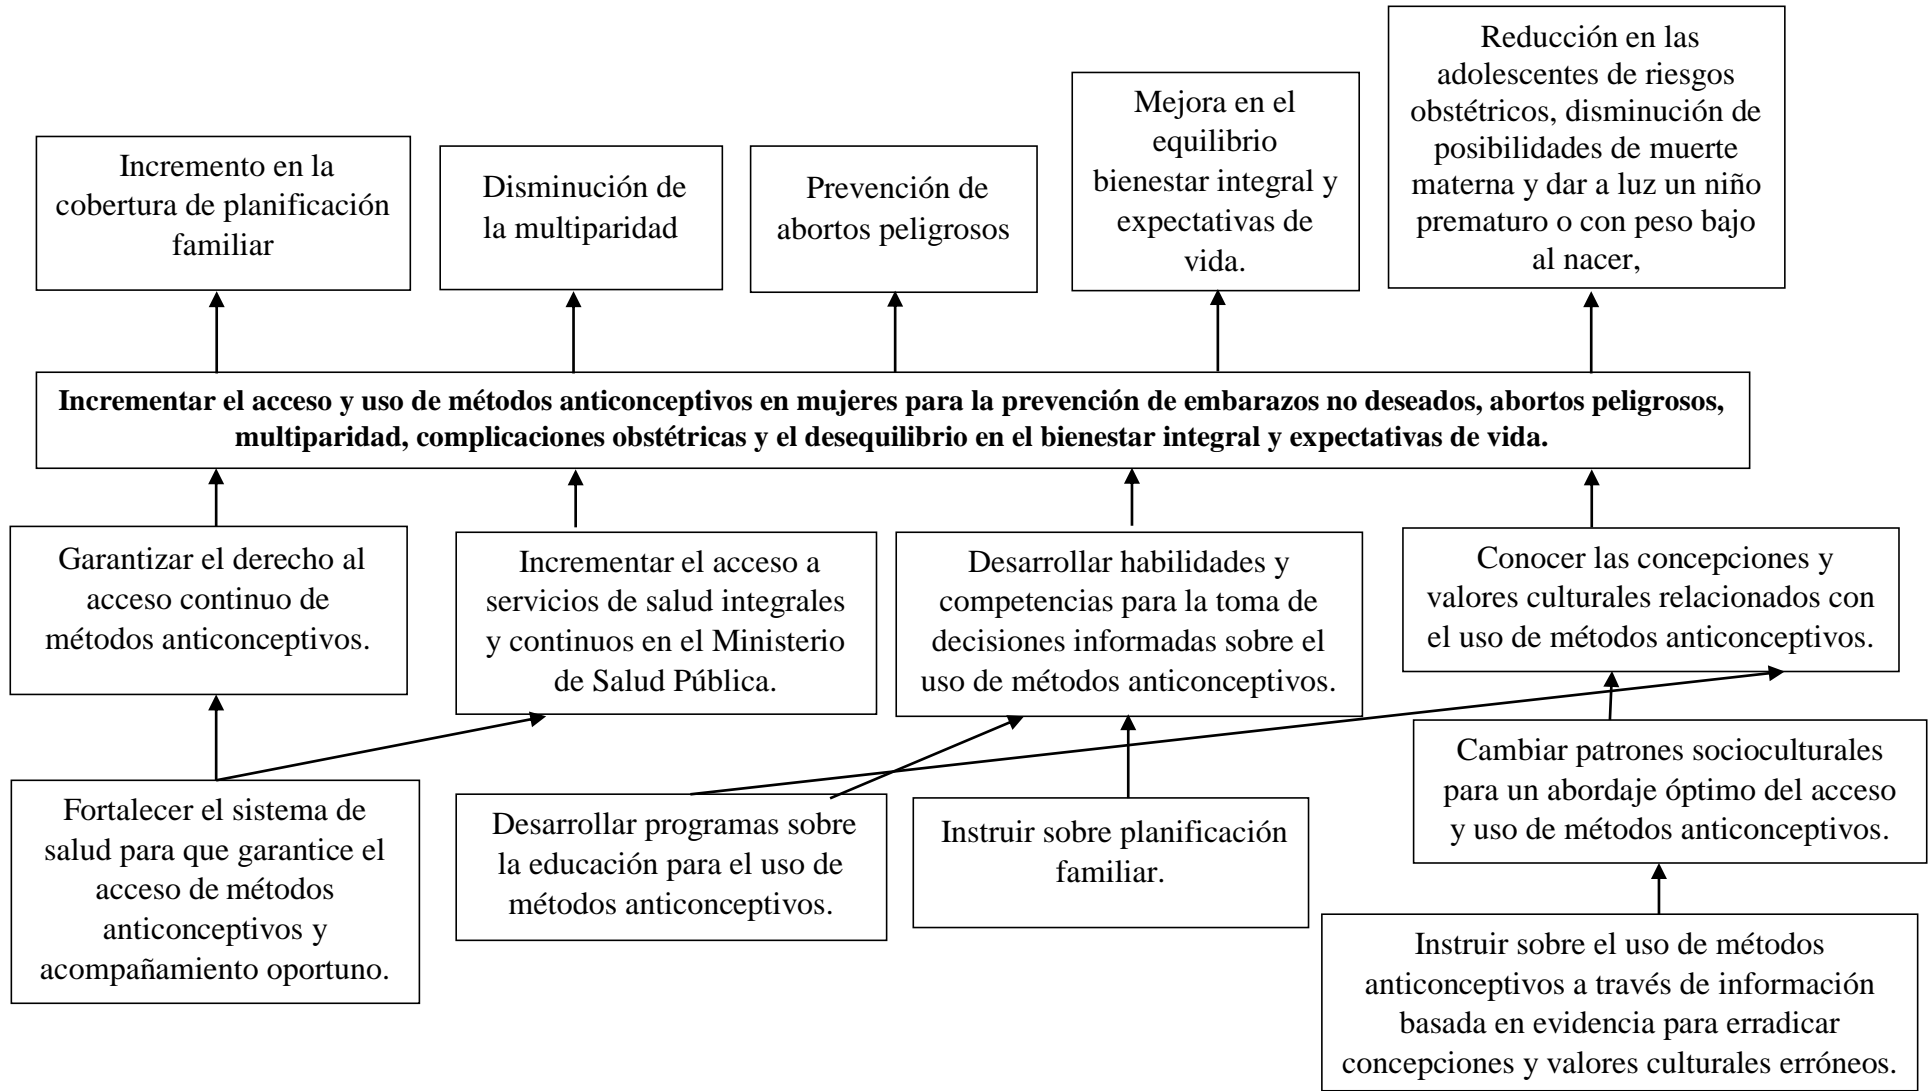 Incremento en la
cobertura de planificación
familiar
Disminución de
la multiparidad
Prevención de
abortos peligrosos
Mejora en el
equilibrio
bienestar integral y
expectativas de
vida.
Reducción en las
adolescentes de riesgos
obstétricos, disminución de
posibilidades de muerte
materna y dar a luz un niño
prematuro o con peso bajo
al nacer,
Incrementar el acceso y uso de métodos anticonceptivos en mujeres para la prevención de embarazos no deseados, abortos peligrosos,
multiparidad, complicaciones obstétricas y el desequilibrio en el bienestar integral y expectativas de vida.
Garantizar el derecho al
acceso continuo de
métodos anticonceptivos.
Incrementar el acceso a
servicios de salud integrales
y continuos en el Ministerio
de Salud Pública.
Desarrollar habilidades y
competencias para la toma de
decisiones informadas sobre el
uso de métodos anticonceptivos.
Conocer las concepciones y
valores culturales relacionados con
el uso de métodos anticonceptivos.
Fortalecer el sistema de
salud para que garantice el
acceso de métodos
anticonceptivos y
acompañamiento oportuno.
Desarrollar programas sobre
la educación para el uso de
métodos anticonceptivos.
Instruir sobre planificación
familiar.
Cambiar patrones socioculturales
para un abordaje óptimo del acceso
y uso de métodos anticonceptivos.
Instruir sobre el uso de métodos
anticonceptivos a través de información
basada en evidencia para erradicar
concepciones y valores culturales erróneos.